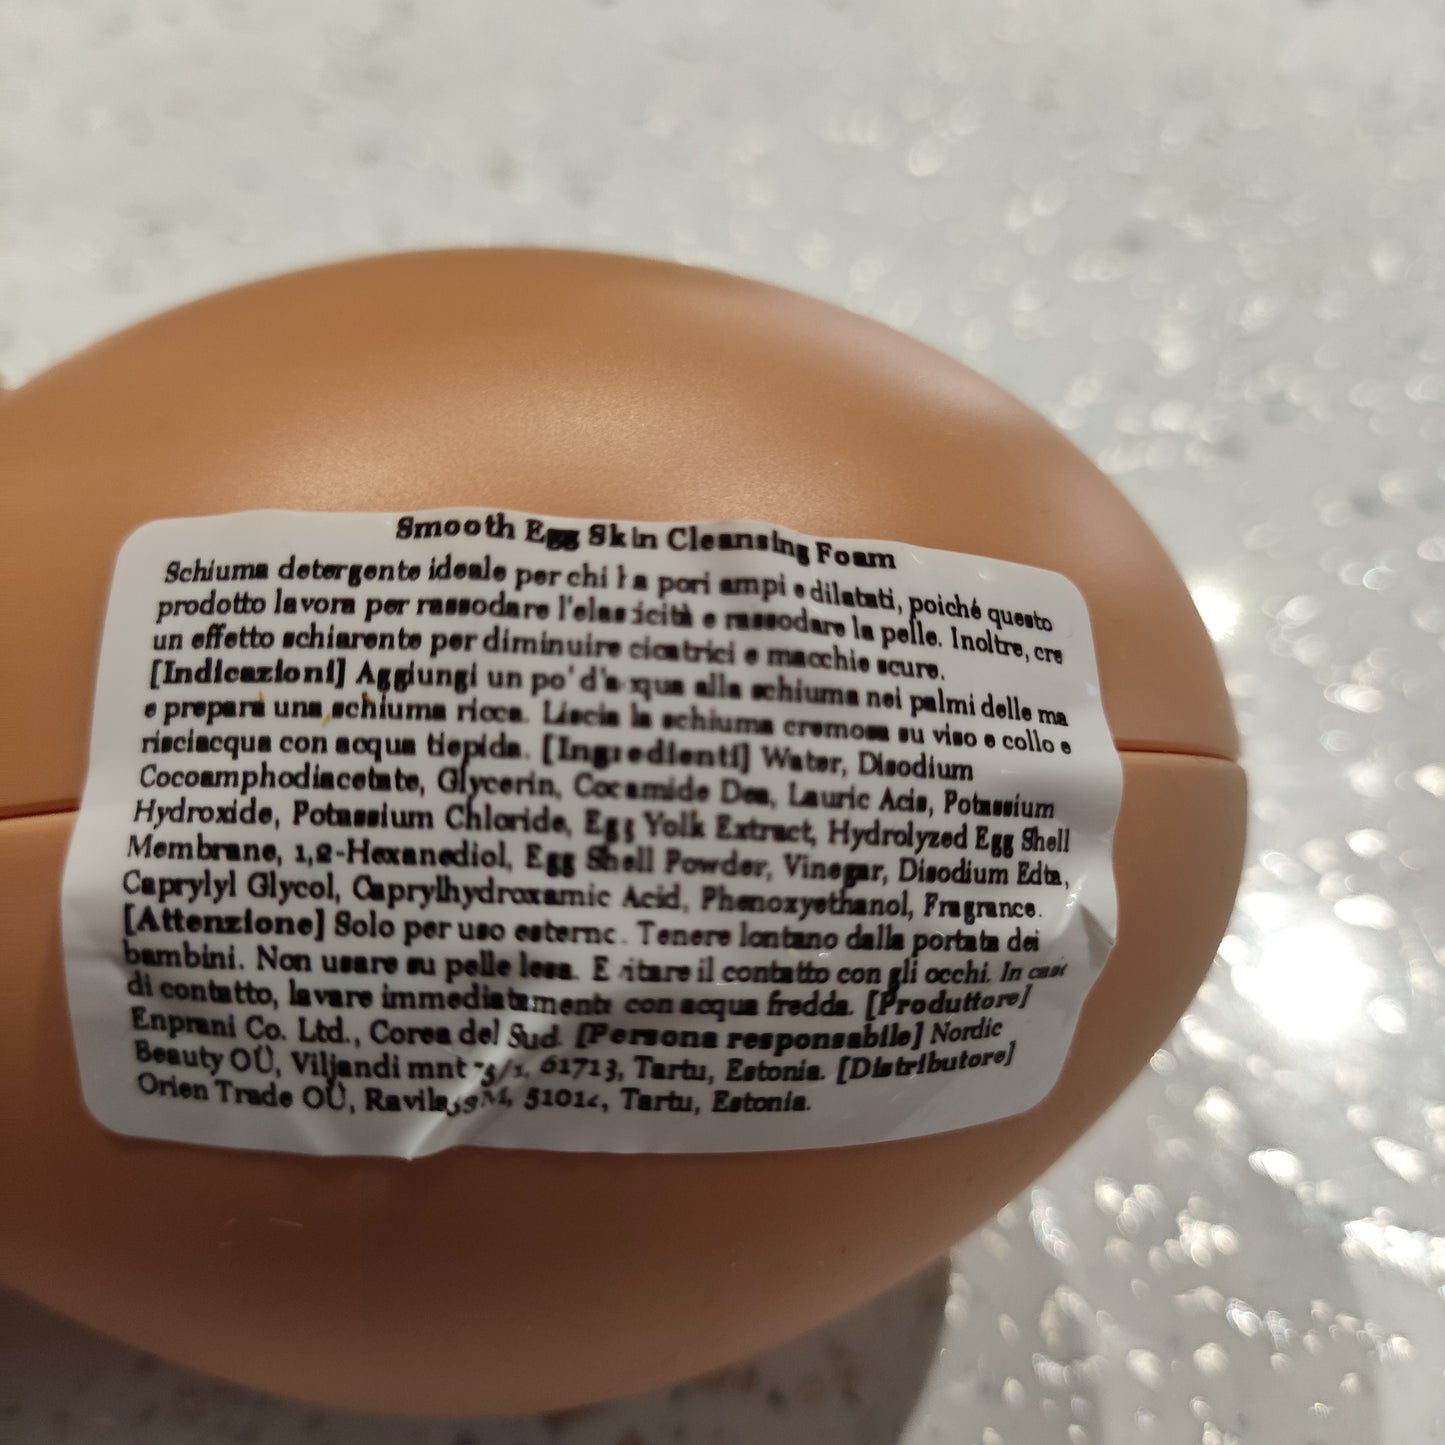 Smooth Egg Skin Cleansing Foam
Schiuma detergente ideale per chi ha pori ampi e dilatati, poiché questo
prodotto lavora per rassodare l'elasticità e rassodare la pelle. Inoltre, cre
un effetto schiarente per diminuire cicatrici e macchie scure.
[Indicazioni] Aggiungi un po' d'acqua alla schiuma nei palmi delle ma
e prepara una schiuma ricca. Liscia la schiuma cremosa su viso e collo e
risciacqua con acqua tiepida. [Ingredienti] Water, Disodium
Cocoamphodiacetate, Glycerin, Cocamide Dea, Lauric Acis, Potassium
Hydroxide, Potassium Chloride, Egg Yolk Extract, Hydrolyzed Egg Shell
Membrane, 1,2-Hexanediol, Egg Shell Powder, Vinegar, Disodium Edta,
Caprylyl Glycol, Caprylhydroxamic Acid, Phenoxyethanol, Fragrance.
[Attenzione] Solo per uso esterno. Tenere lontano dalla portata dei
bambini. Non usare su pelle lesa. Evitare il contatto con gli occhi. In caso
di contatto, lavare immediatamente con acqua fredda. [Produttore]
Enprani Co. Ltd., Corea del Sud. [Persona responsabile] Nordic
Beauty OÜ, Viljandi mnt 61713, Tartu, Estonia. [Distributore]
Orien Trade OÜ, Tartu, Estonia.